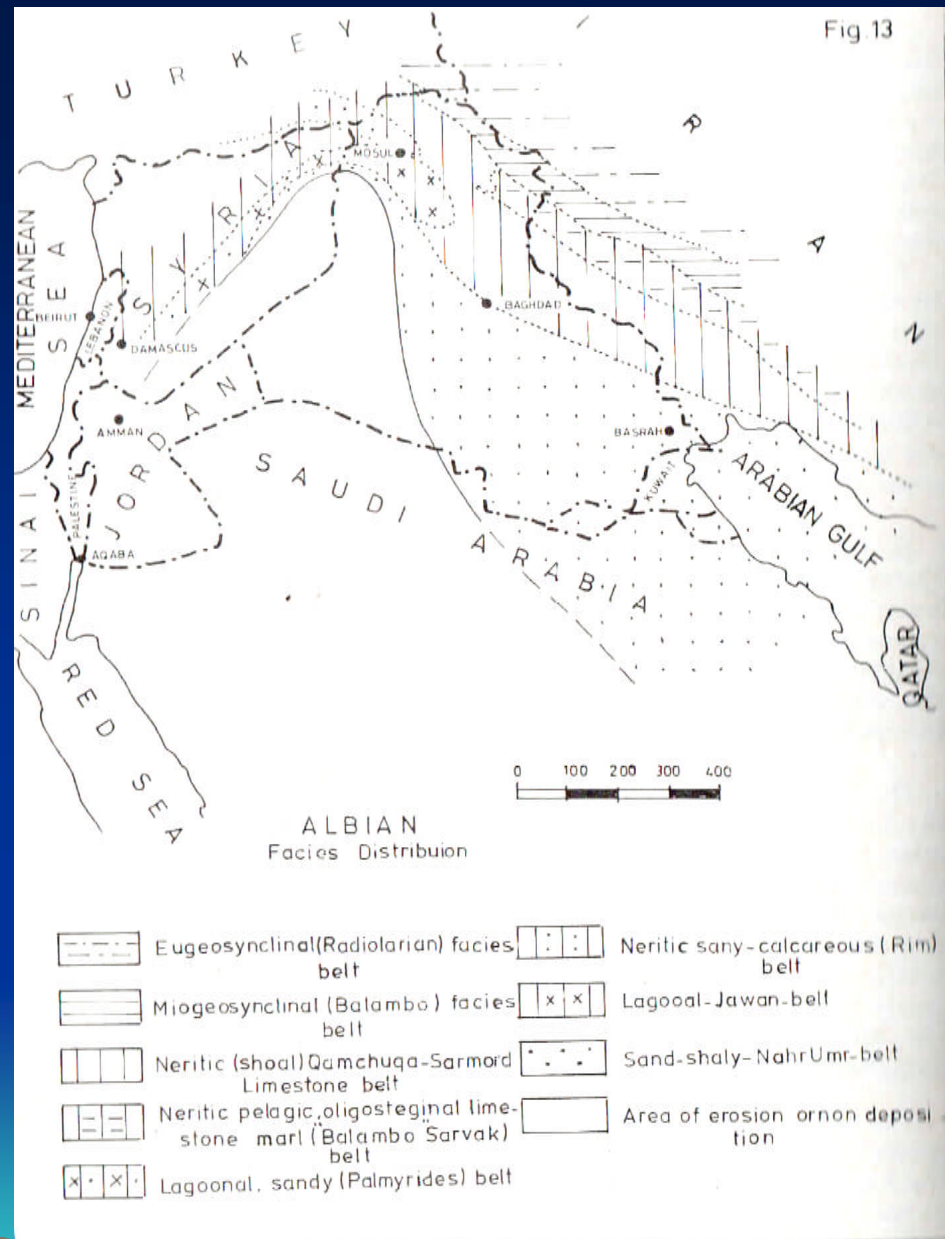 Fig. 13
TURKEY
IRAN
SYRIA
MOSUL
MEDITERRANEAN
SEA
BEIRUT
LEBANON
DAMASCUS
BAGHDAD
AMMAN
JORDAN
BASRAH
KUWAIT
SAUDI
ARABIA
ARABIAN GULF
SINAI
PALESTINE
AQABA
QATAR
RED SEA
0 100 200 300 400
ALBIAN
Facies Distribuion
Eugeosynclinal (Radiolarian) facies
belt
Miogeosynclinal (Balambo) facies
belt
Neritic (shoal) Qamchuqa-Sarmord
Limestone belt
Neritic pelagic, oligosteginal lime-
stone marl ("Balambo Sarvak)
belt
Lagoonal, sandy (Palmyrides) belt
Neritic sany-calcareous (Rim)
belt
Lagooal-Jawan-belt
Sand-shaly-Nahr Umr-belt
Area of erosion ornon deposi
tion